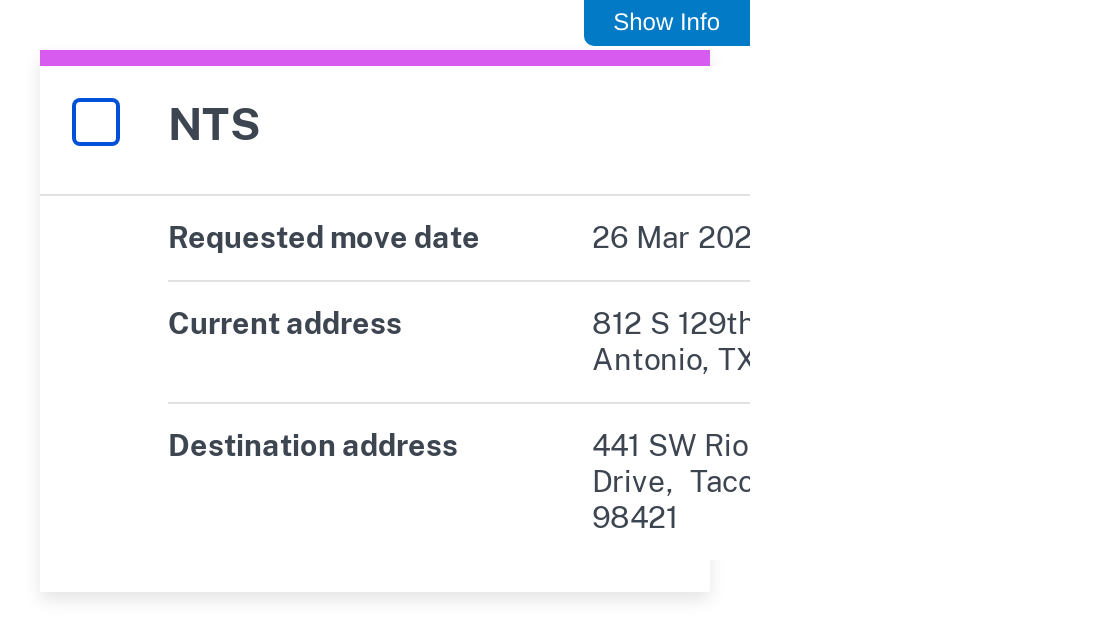 Show Info
NTS
Requested move date
26 Mar 202
Current address
812 S 129th
Antonio, TX
Destination address
441 SW Rio
Drive,
98421